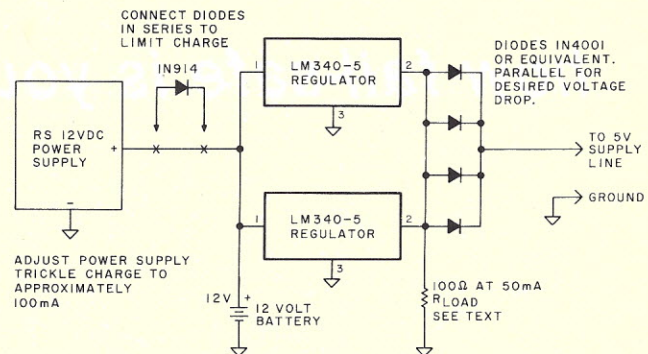 CONNECT DIODES
IN SERIES TO
LIMIT CHARGE
1N914
RS 12VDC
POWER
SUPPLY
+
−
ADJUST POWER SUPPLY
TRICKLE CHARGE TO
APPROXIMATELY
100mA
1
LM340-5
REGULATOR
2
3
1
LM340-5
REGULATOR
2
3
12V
+
12 VOLT
BATTERY
DIODES IN4001
OR EQUIVALENT.
PARALLEL FOR
DESIRED VOLTAGE
DROP.
TO 5V
SUPPLY
LINE
GROUND
100Ω AT 50mA
RLOAD
SEE TEXT